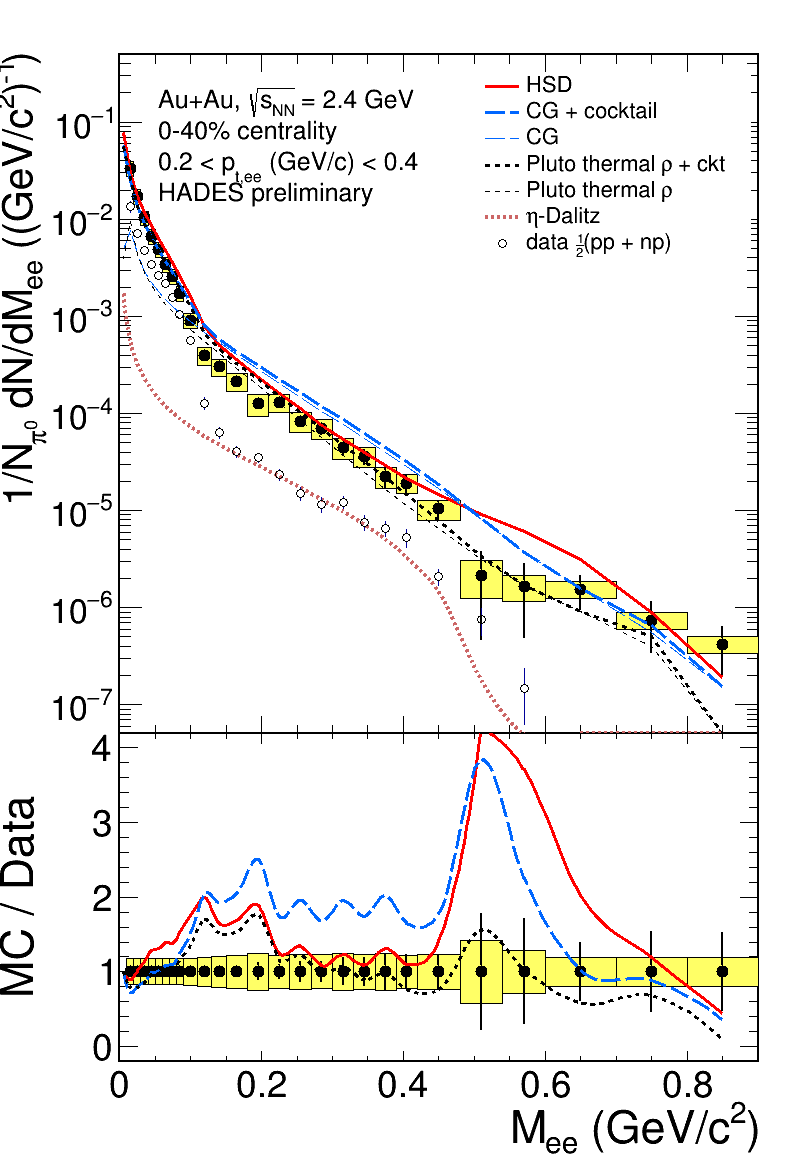 Au+Au, √s_NN = 2.4 GeV
0-40% centrality
0.2 < p_t,ee (GeV/c) < 0.4
HADES preliminary
HSD
CG + cocktail
CG
Pluto thermal ρ + ckt
Pluto thermal ρ
η-Dalitz
data ½(pp + np)
1/N_π⁰ dN/dM_ee ((GeV/c²)⁻¹)
10⁻¹
10⁻²
10⁻³
10⁻⁴
10⁻⁵
10⁻⁶
10⁻⁷
MC / Data
4
3
2
1
0
0 0.2 0.4 0.6 0.8
M_ee (GeV/c²)